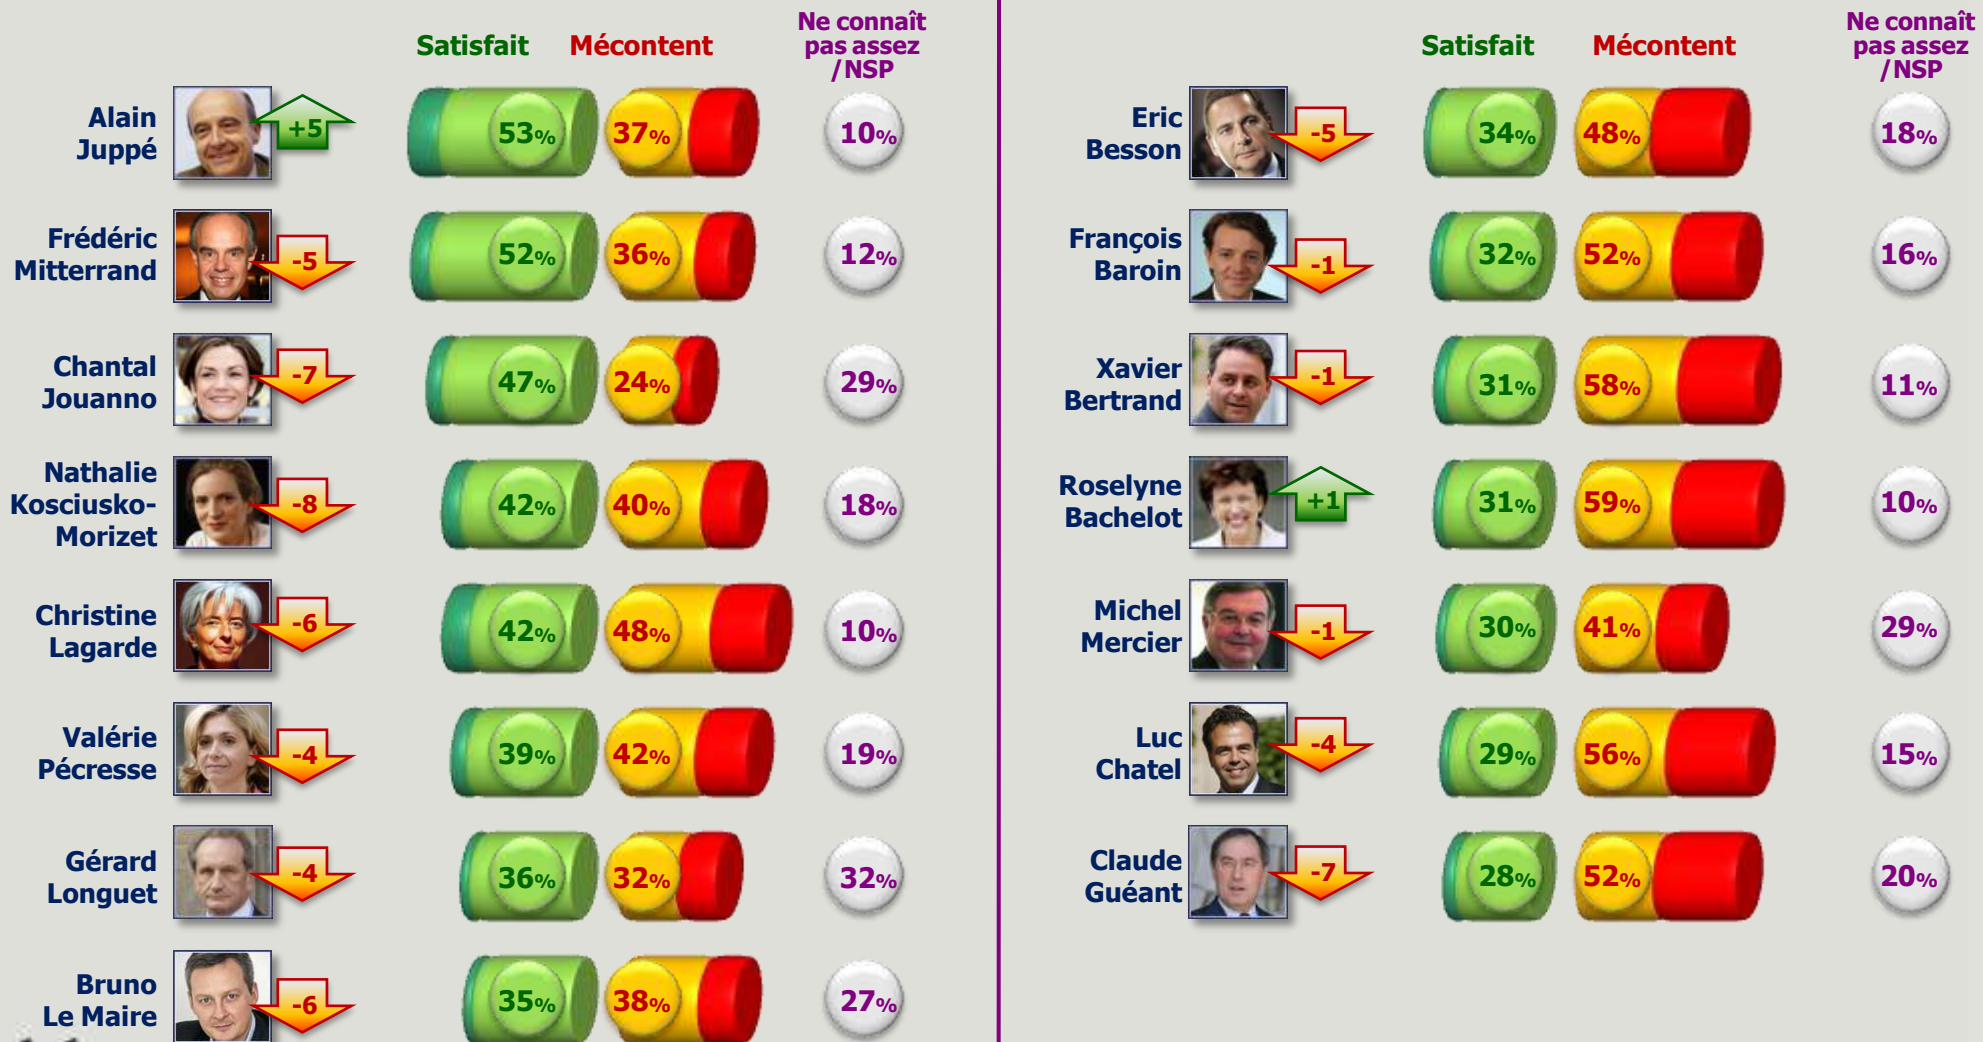 Satisfait Mécontent Ne connaît
pas assez
/NSP
Alain
Juppé
+5 53% 37% 10%
Frédéric
Mitterrand
-5 52% 36% 12%
Chantal
Jouanno
-7 47% 24% 29%
Nathalie
Kosciusko-
Morizet
-8 42% 40% 18%
Christine
Lagarde
-6 42% 48% 10%
Valérie
Pécresse
-4 39% 42% 19%
Gérard
Longuet
-4 36% 32% 32%
Bruno
Le Maire
-6 35% 38% 27%
Satisfait Mécontent Ne connaît
pas assez
/NSP
Eric
Besson
-5 34% 48% 18%
François
Baroin
-1 32% 52% 16%
Xavier
Bertrand
-1 31% 58% 11%
Roselyne
Bachelot
+1 31% 59% 10%
Michel
Mercier
-1 30% 41% 29%
Luc
Chatel
-4 29% 56% 15%
Claude
Guéant
-7 28% 52% 20%